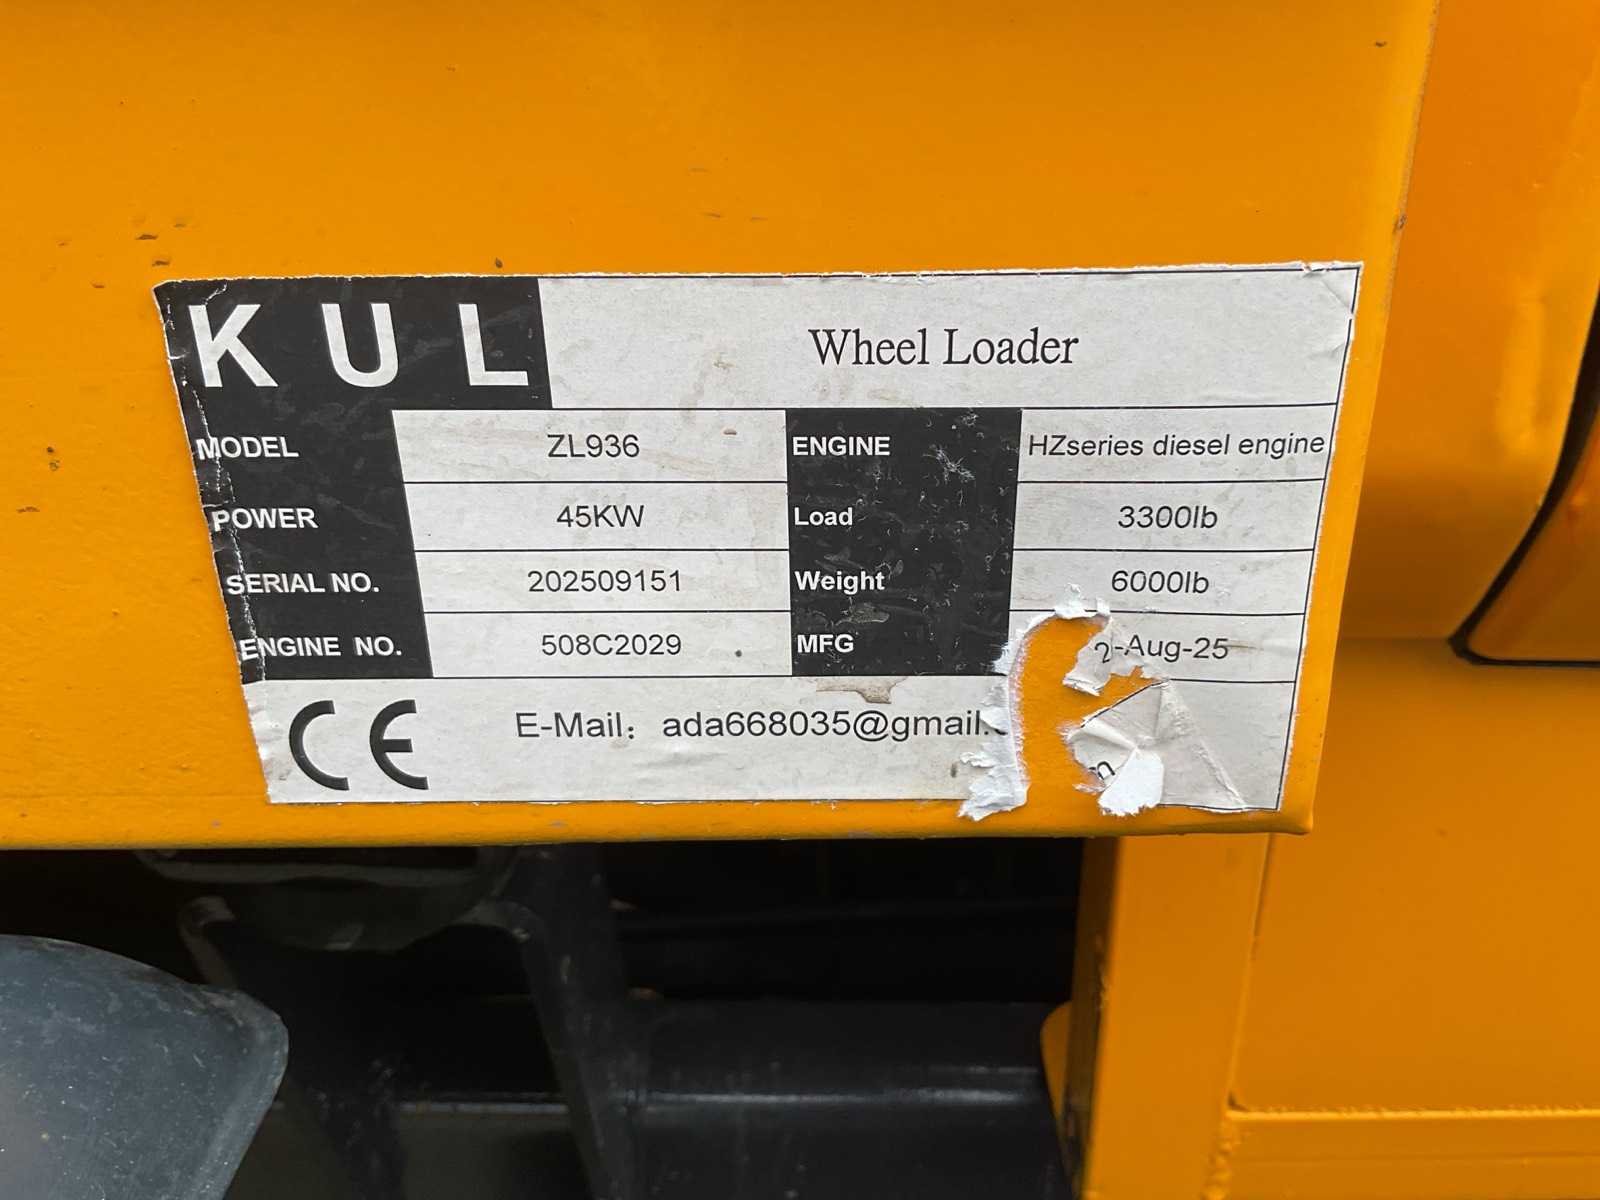 KUL Wheel Loader
MODEL ZL936 ENGINE HZseries diesel engine
POWER 45KW Load 3300lb
SERIAL NO. 202509151 Weight 6000lb
ENGINE NO. 508C2029 MFG 2-Aug-25
CE E-Mail: ada668035@gmail.